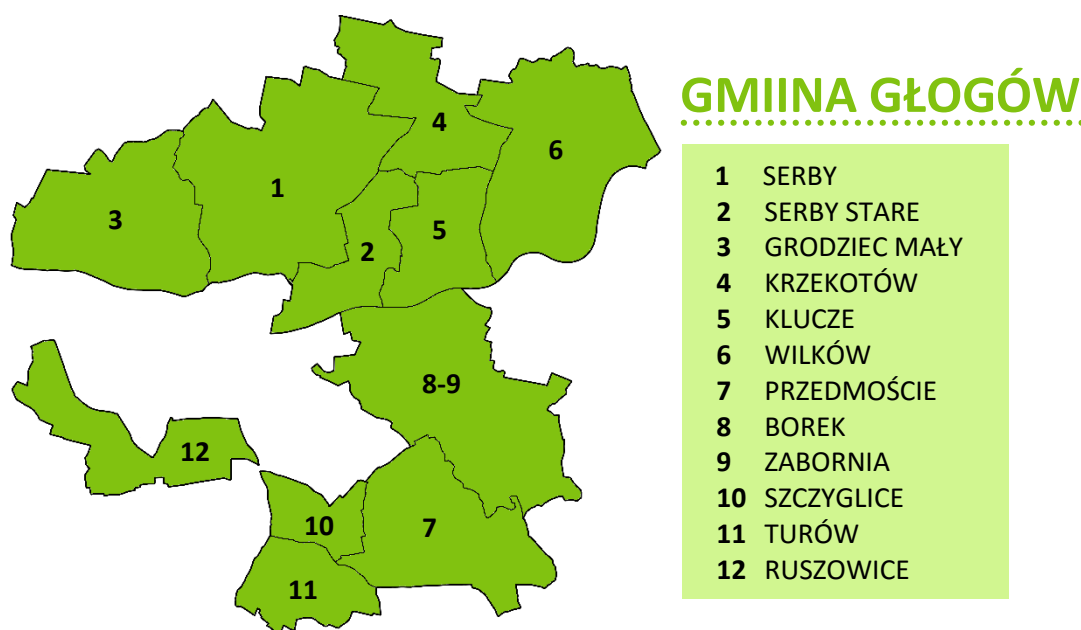 GMIINA GŁOGÓW
1 SERBY
2 SERBY STARE
3 GRODZIEC MAŁY
4 KRZEKOTÓW
5 KLUCZE
6 WILKÓW
7 PRZEDMOŚCIE
8 BOREK
9 ZABORNIA
10 SZCZYGLICE
11 TURÓW
12 RUSZOWICE
4
6
1
3
5
2
8-9
12
10
7
11